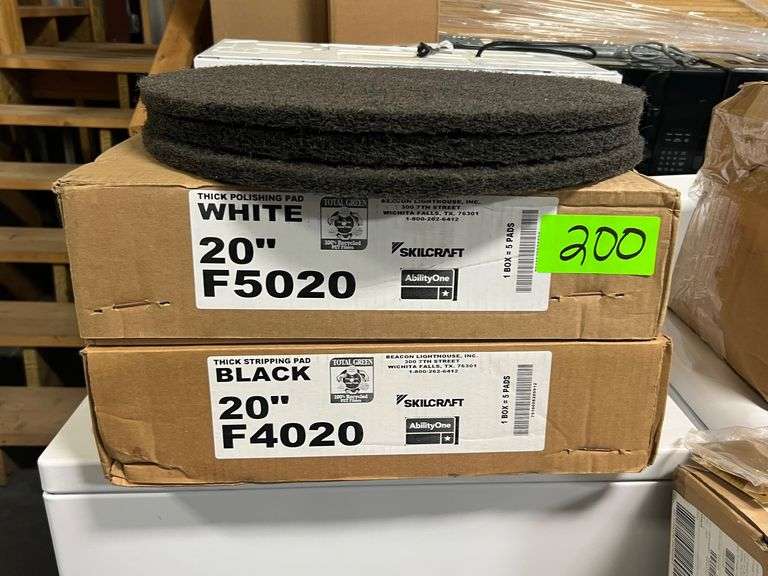 THICK POLISHING PAD
WHITE
20"
F5020
TOTAL GREEN
100% Recycled
PET Fibers
BEACON LIGHTHOUSE, INC.
300 7TH STREET
WICHITA FALLS, TX. 76301
1-800-262-6412
SKILCRAFT
AbilityOne
1 BOX = 5 PADS
200
THICK STRIPPING PAD
BLACK
20"
F4020
TOTAL GREEN
100% Recycled
PET Fibers
BEACON LIGHTHOUSE, INC.
300 7TH STREET
WICHITA FALLS, TX. 76301
1-800-262-6412
SKILCRAFT
AbilityOne
1 BOX = 5 PADS